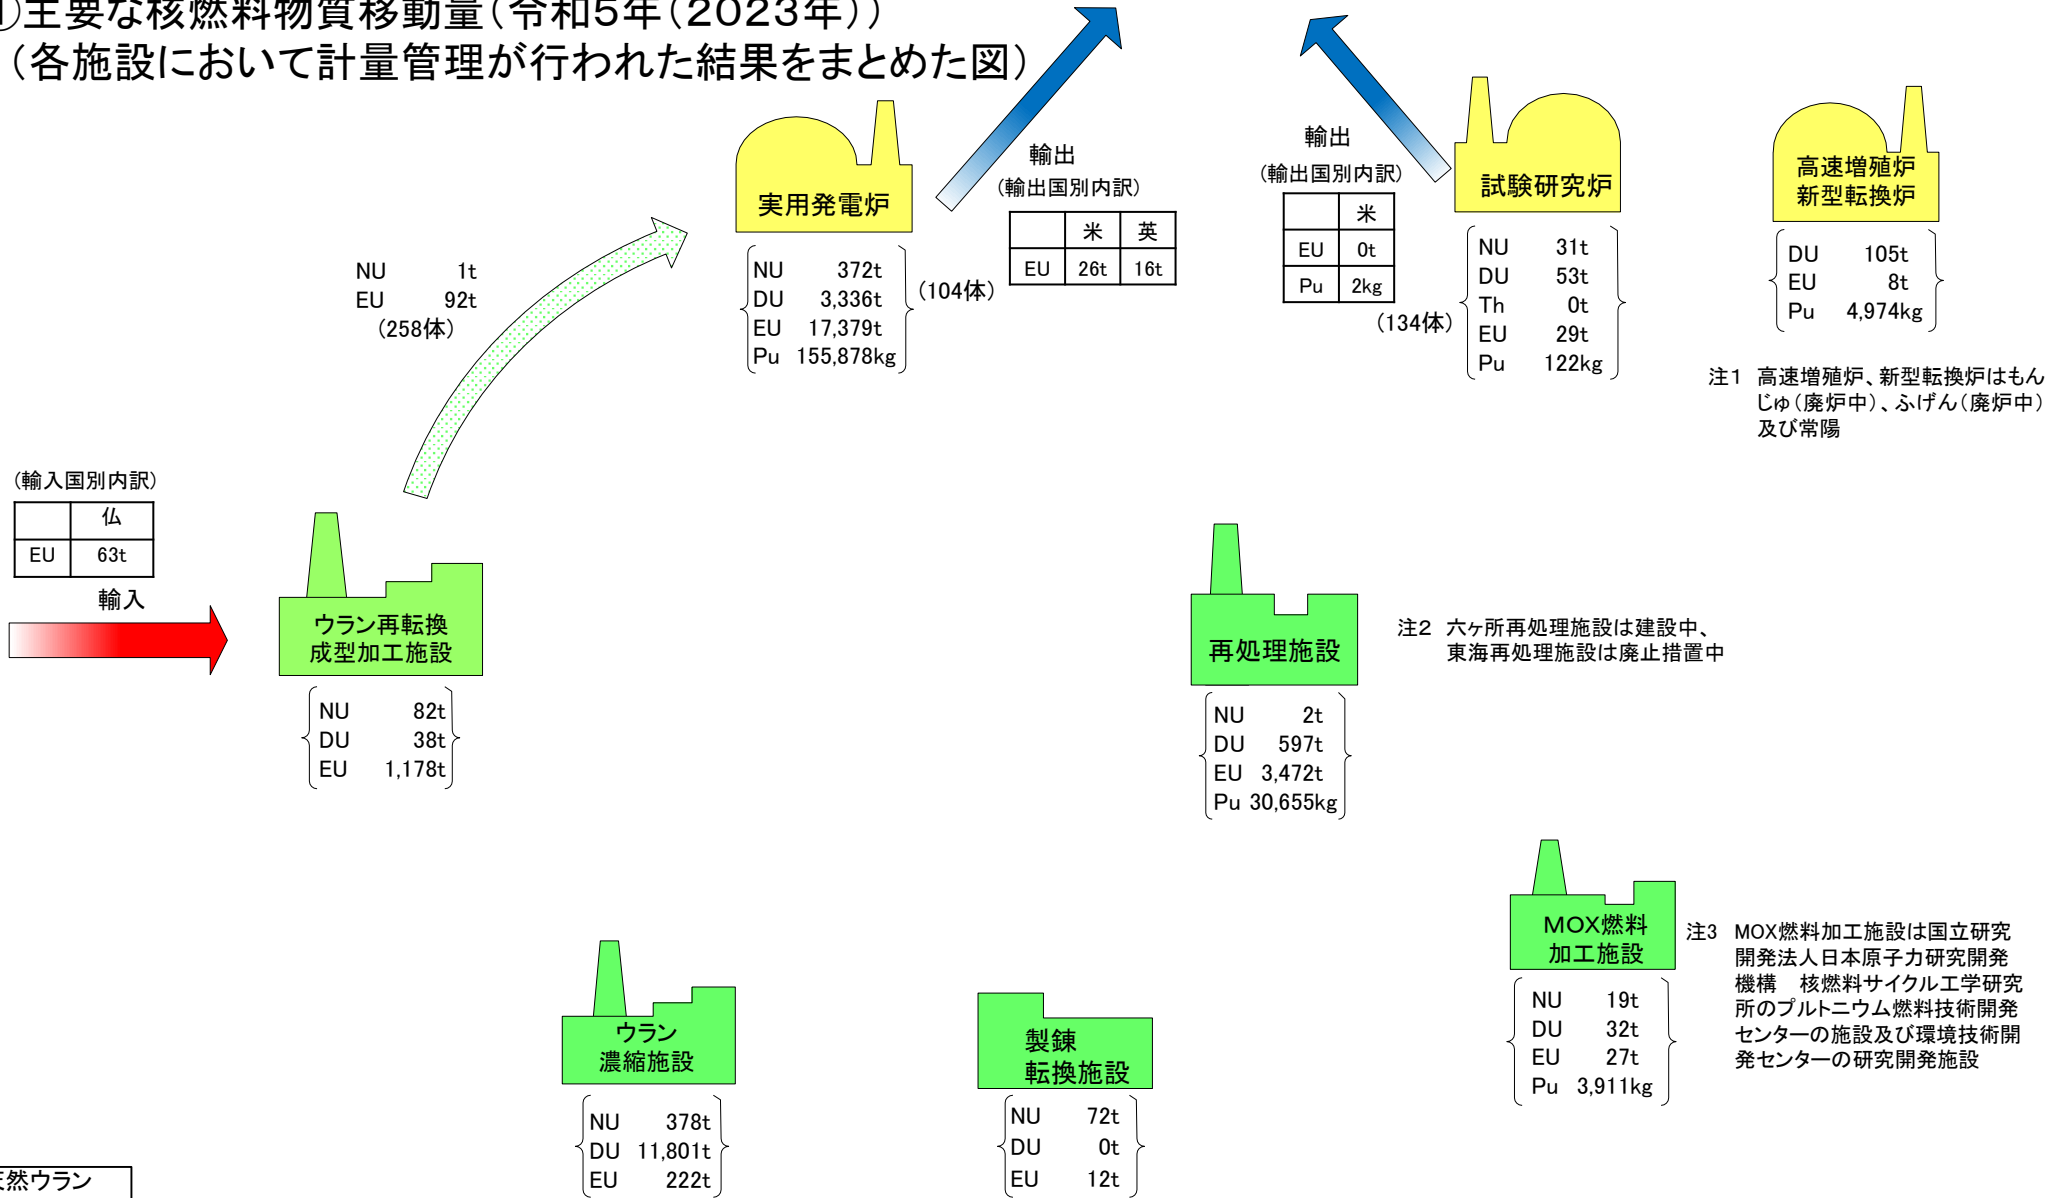 ①主要な核燃料物質移動量(令和5年(2023年))
(各施設において計量管理が行われた結果をまとめた図)
実用発電炉
NU 372t
DU 3,336t
EU 17,379t
Pu 155,878kg
(104体)
輸出
(輸出国別内訳)
米 英
EU 26t 16t
輸出
(輸出国別内訳)
米
EU 0t
Pu 2kg
試験研究炉
(134体)
NU 31t
DU 53t
Th 0t
EU 29t
Pu 122kg
高速増殖炉
新型転換炉
DU 105t
EU 8t
Pu 4,974kg
注1 高速増殖炉、新型転換炉はもん
じゅ(廃炉中)、ふげん(廃炉中)
及び常陽
NU 1t
EU 92t
(258体)
(輸入国別内訳)
仏
EU 63t
輸入
ウラン再転換
成型加工施設
NU 82t
DU 38t
EU 1,178t
再処理施設
NU 2t
DU 597t
EU 3,472t
Pu 30,655kg
注2 六ヶ所再処理施設は建設中、
東海再処理施設は廃止措置中
MOX燃料
加工施設
NU 19t
DU 32t
EU 27t
Pu 3,911kg
注3 MOX燃料加工施設は国立研究
開発法人日本原子力研究開発
機構 核燃料サイクル工学研究
所のプルトニウム燃料技術開発
センターの施設及び環境技術開
発センターの研究開発施設
ウラン
濃縮施設
NU 378t
DU 11,801t
EU 222t
製錬
転換施設
NU 72t
DU 0t
EU 12t
天然ウラン